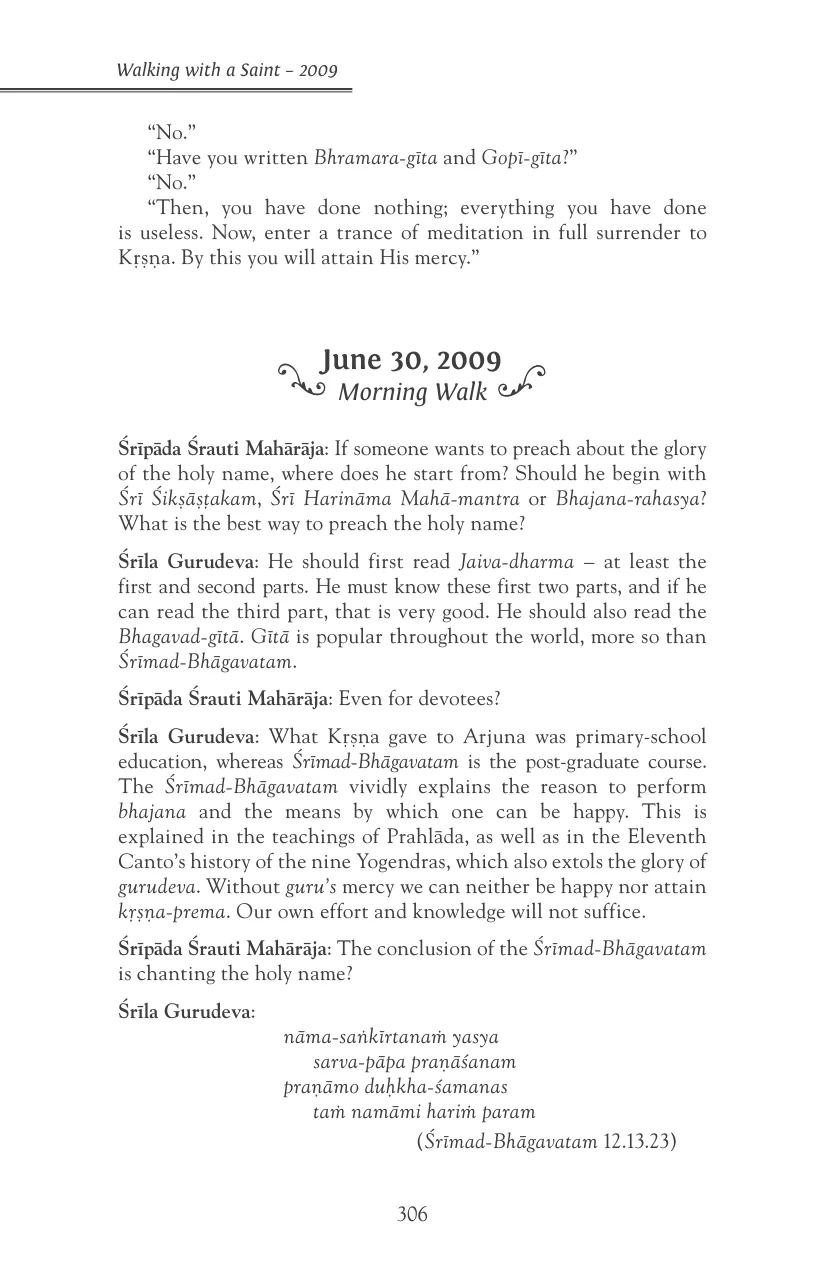 Walking with a Saint – 2009
“No.”
“Have you written Bhramara-gīta and Gopī-gīta?”
“No.”
“Then, you have done nothing; everything you have done
is useless. Now, enter a trance of meditation in full surrender to
Kṛṣṇa. By this you will attain His mercy.”
June 30, 2009
Morning Walk
Śrīpāda Śrauti Mahārāja: If someone wants to preach about the glory
of the holy name, where does he start from? Should he begin with
Śrī Śikṣāṣṭakam, Śrī Harināma Mahā-mantra or Bhajana-rahasya?
What is the best way to preach the holy name?
Śrīla Gurudeva: He should first read Jaiva-dharma – at least the
first and second parts. He must know these first two parts, and if he
can read the third part, that is very good. He should also read the
Bhagavad-gītā. Gītā is popular throughout the world, more so than
Śrīmad-Bhāgavatam.
Śrīpāda Śrauti Mahārāja: Even for devotees?
Śrīla Gurudeva: What Kṛṣṇa gave to Arjuna was primary-school
education, whereas Śrīmad-Bhāgavatam is the post-graduate course.
The Śrīmad-Bhāgavatam vividly explains the reason to perform
bhajana and the means by which one can be happy. This is
explained in the teachings of Prahlāda, as well as in the Eleventh
Canto’s history of the nine Yogendras, which also extols the glory of
gurudeva. Without guru’s mercy we can neither be happy nor attain
kṛṣṇa-prema. Our own effort and knowledge will not suffice.
Śrīpāda Śrauti Mahārāja: The conclusion of the Śrīmad-Bhāgavatam
is chanting the holy name?
Śrīla Gurudeva:
nāma-saṅkīrtanaṁ yasya
sarva-pāpa praṇāśanam
praṇāmo duḥkha-śamanas
taṁ namāmi hariṁ param
(Śrīmad-Bhāgavatam 12.13.23)
306